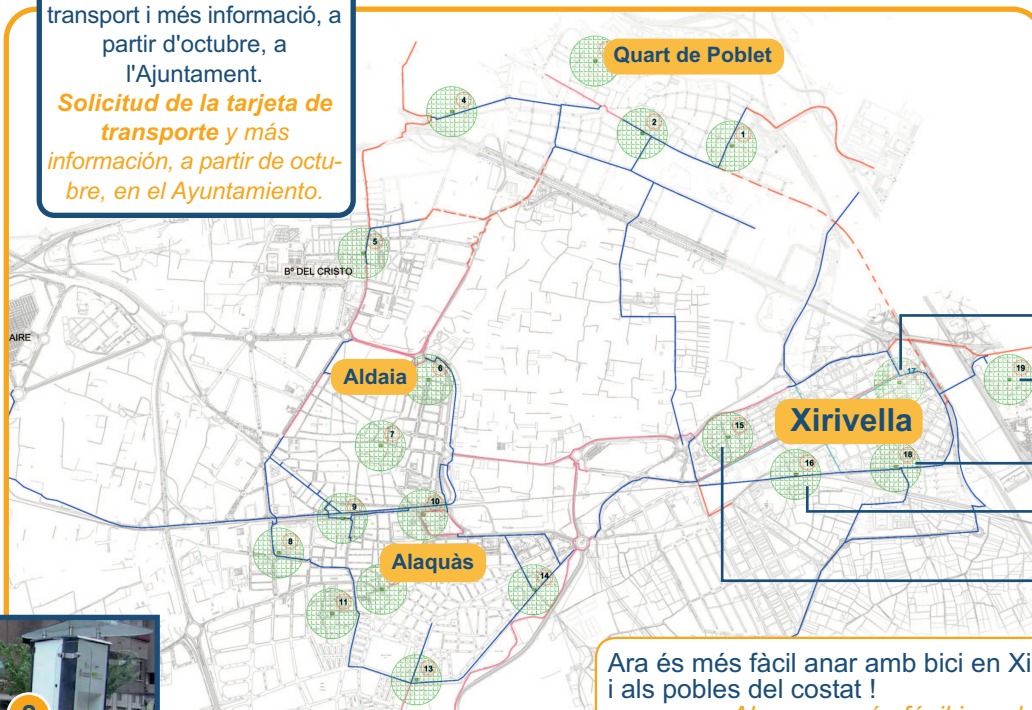 transport i més informació, a
partir d'octubre, a
l'Ajuntament.
Solicitud de la tarjeta de
transporte y más
información, a partir de octu-
bre, en el Ayuntamiento.
Quart de Poblet
4
2
1
5
Bº DEL CRISTO
AIRE
Aldaia
6
7
17
19
Xirivella
15
16
18
9
10
8
Alaquàs
11
14
13
Ara és més fàcil anar amb bici en Xi
i als pobles del costat !